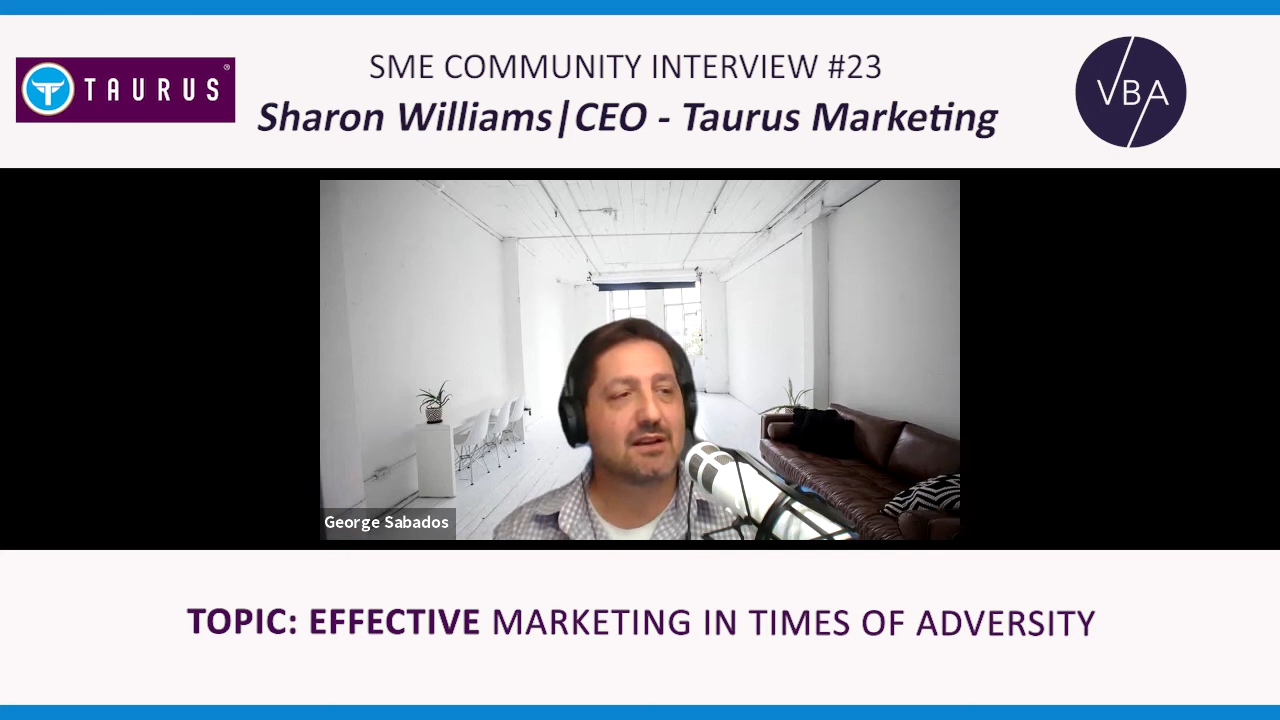 TAURUS®
SME COMMUNITY INTERVIEW #23
Sharon Williams|CEO - Taurus Marketing
VBA
George Sabados
TOPIC: EFFECTIVE MARKETING IN TIMES OF ADVERSITY